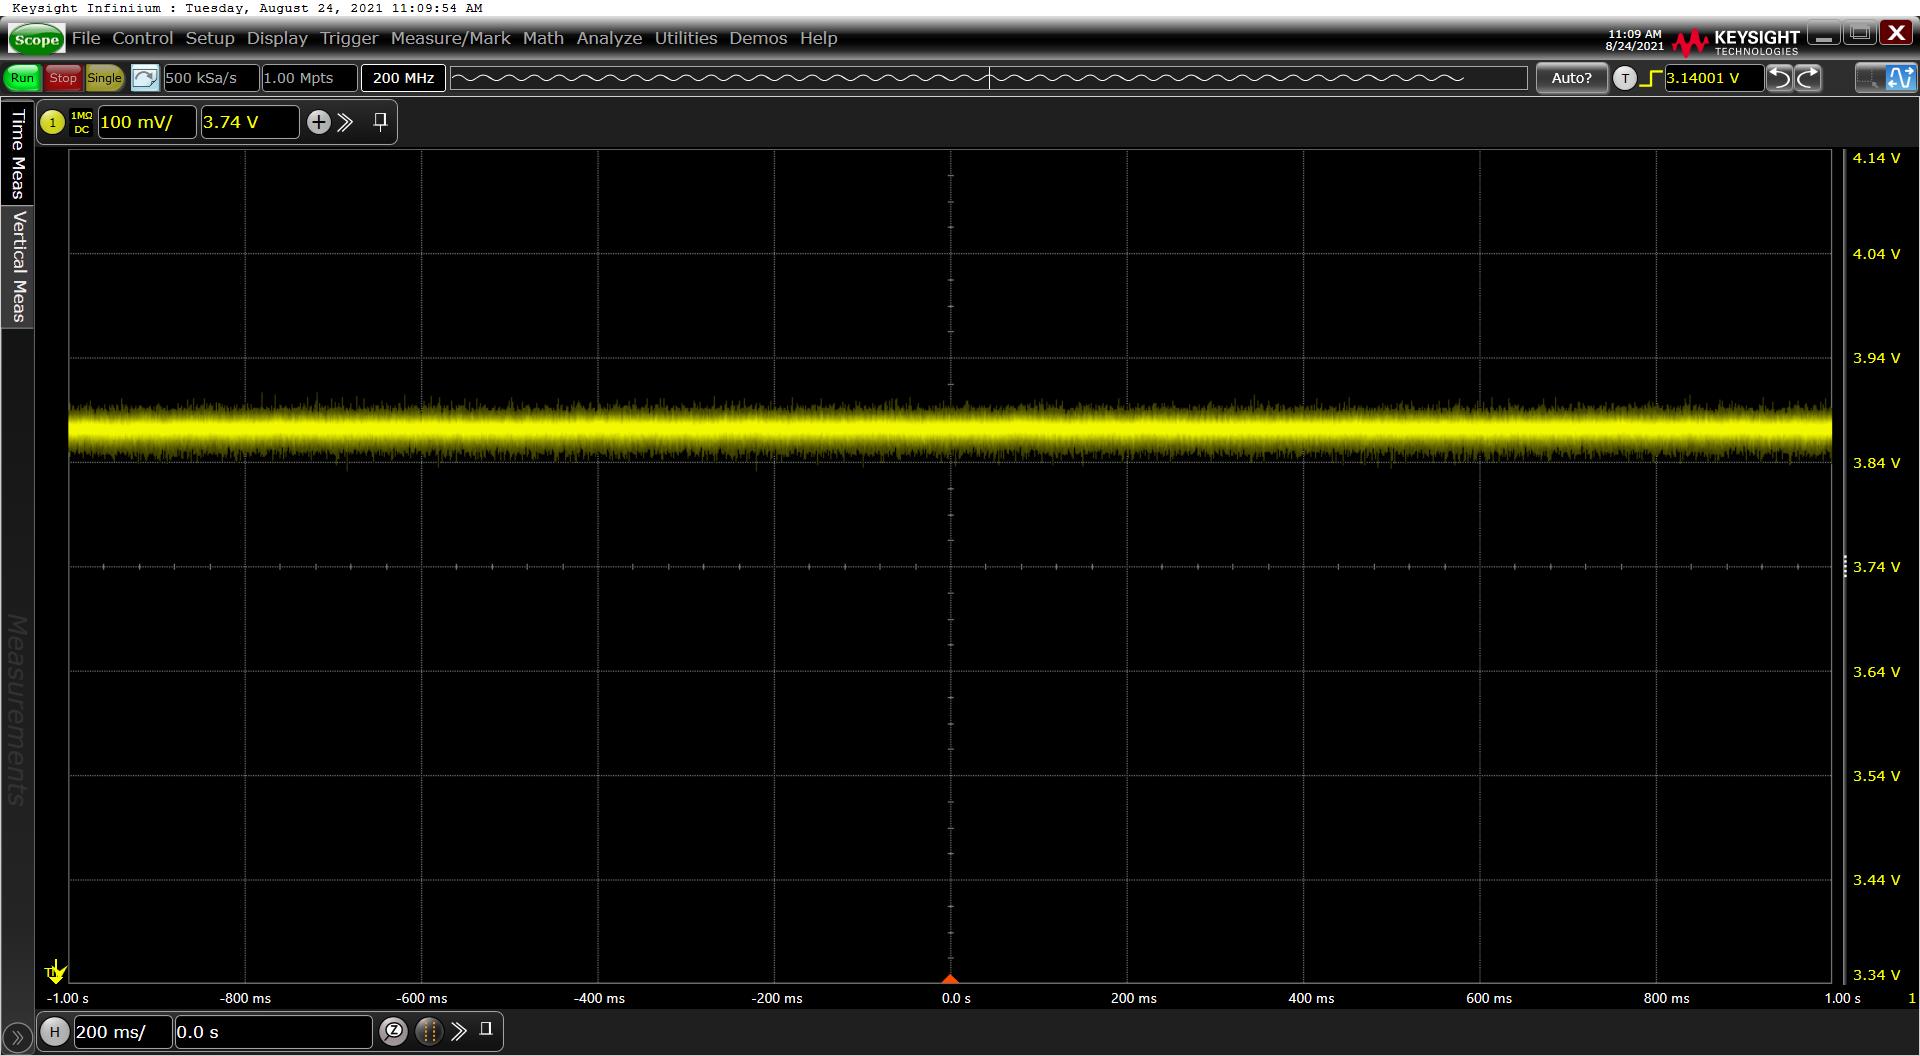 Keysight Infiniium : Tuesday, August 24, 2021 11:09:54 AM
Scope File Control Setup Display Trigger Measure/Mark Math Analyze Utilities Demos Help
11:09 AM
8/24/2021
KEYSIGHT
TECHNOLOGIES
X
Run Stop Single 500 kSa/s 1.00 Mpts 200 MHz Auto? T 3.14001 V
1 1MΩ DC 100 mV/ 3.74 V
Time Meas
Vertical Meas
Measurements
4.14 V
4.04 V
3.94 V
3.84 V
3.74 V
3.64 V
3.54 V
3.44 V
3.34 V
-1.00 s -800 ms -600 ms -400 ms -200 ms 0.0 s 200 ms 400 ms 600 ms 800 ms 1.00 s 1
H 200 ms/ 0.0 s Z